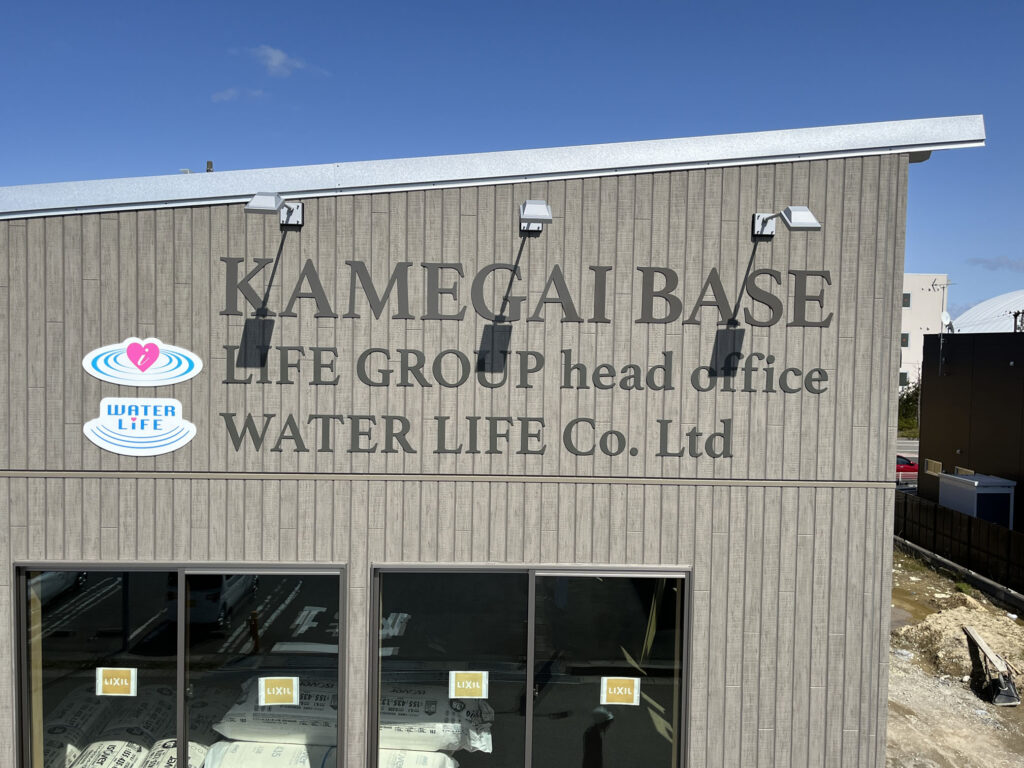 KAMEGAI BASE
LIFE GROUP head office
WATER LIFE Co. Ltd
i
WATER
LiFE
LIXIL
LIXIL
LIXIL
LIXIL